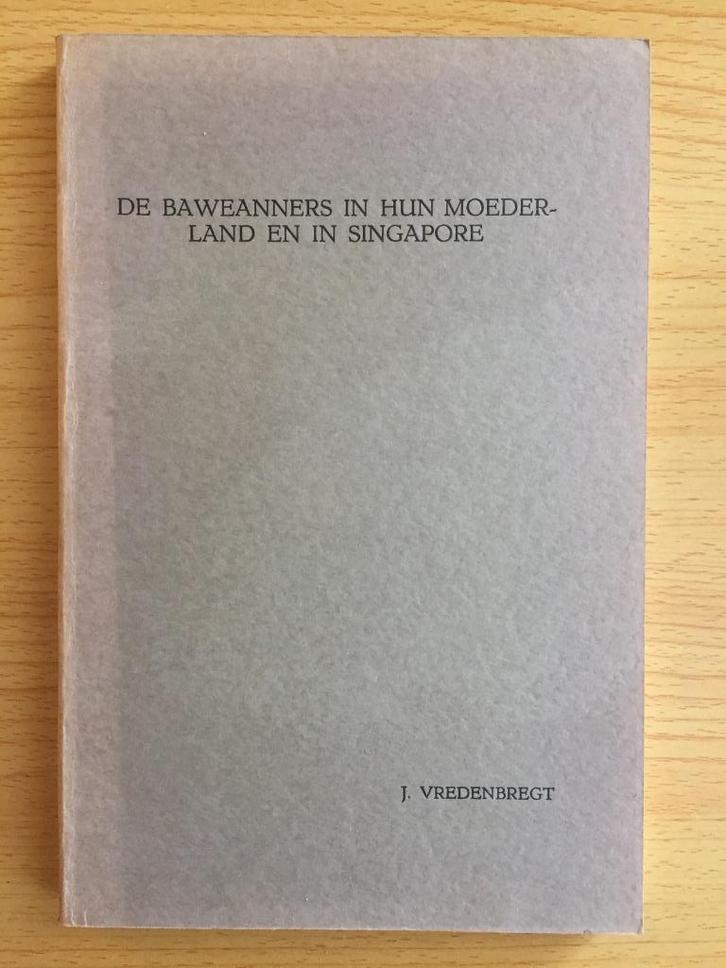 DE BAWEANNERS IN HUN MOEDER-
LAND EN IN SINGAPORE
J. VREDENBREGT